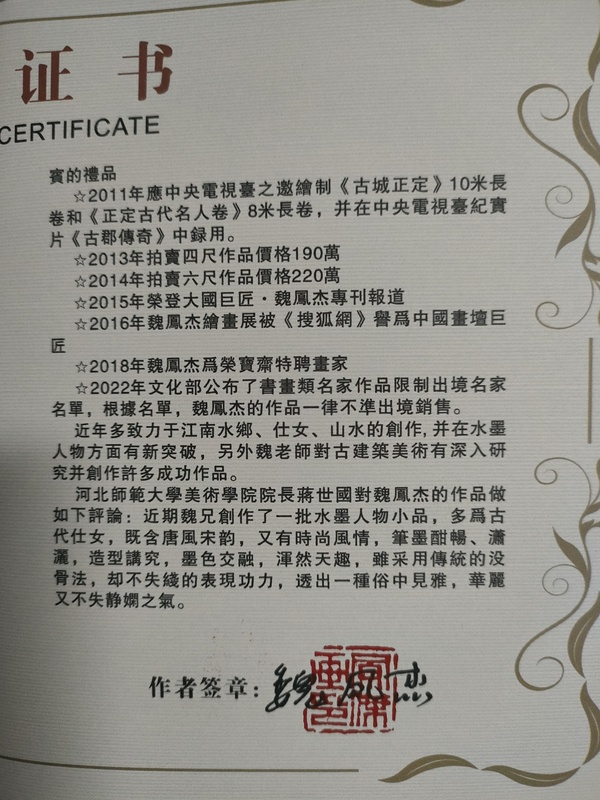 证书
CERTIFICATE
賓的禮品
☆2011年應中央電視臺之邀繪制《古城正定》10米長
卷和《正定古代名人卷》8米長卷，并在中央電視臺紀實
片《古郡傳奇》中録用。
☆2013年拍賣四尺作品價格190萬
☆2014年拍賣六尺作品價格220萬
☆2015年榮登大國巨匠·魏鳳杰專刊報道
☆2016年魏鳳杰繪畫展被《搜狐網》譽爲中國畫壇巨
匠
☆2018年魏鳳杰爲榮寶齋特聘畫家
☆2022年文化部公布了書畫類名家作品限制出境名家
名單，根據名單，魏鳳杰的作品一律不準出境銷售。
近年多致力于江南水鄉、仕女、山水的創作,并在水墨
人物方面有新突破，另外魏老師對古建築美術有深入研
究并創作許多成功作品。
河北師範大學美術學院院長蔣世國對魏鳳杰的作品做
如下評論：近期魏兄創作了一批水墨人物小品，多爲古
代仕女，既含唐風宋韵，又有時尚風情，筆墨酣暢、瀟
灑，造型講究，墨色交融，渾然天趣，雖采用傳統的没
骨法，却不失綫的表現功力，透出一種俗中見雅，華麗
又不失静嫻之氣。
作者签章：魏凤杰